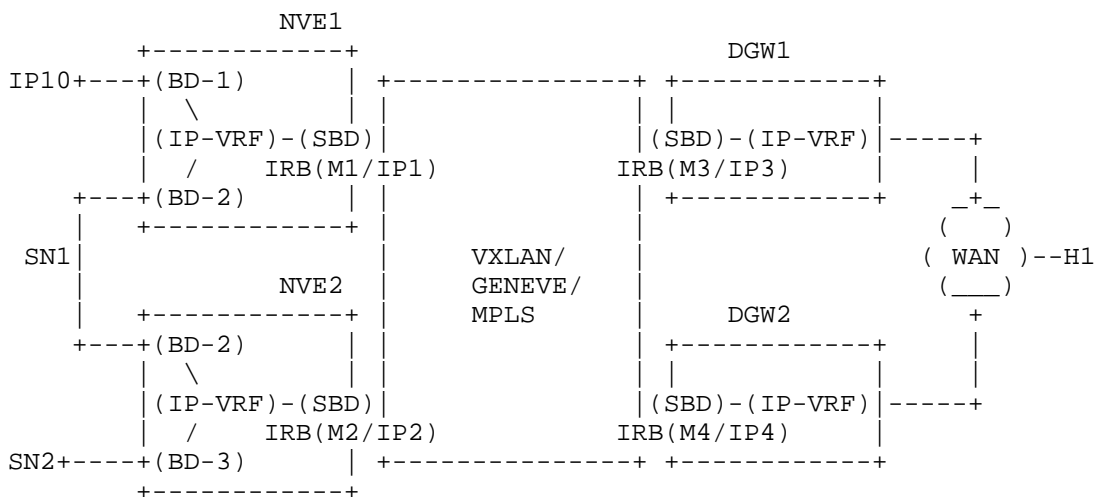 NVE1
DGW1
IP10 (BD-1)
(IP-VRF)-(SBD) (SBD)-(IP-VRF)
IRB(M1/IP1) IRB(M3/IP3)
(BD-2)
SN1 VXLAN/ ( WAN )--H1
NVE2 GENEVE/
MPLS DGW2
(BD-2)
(IP-VRF)-(SBD) (SBD)-(IP-VRF)
IRB(M2/IP2) IRB(M4/IP4)
SN2 (BD-3)